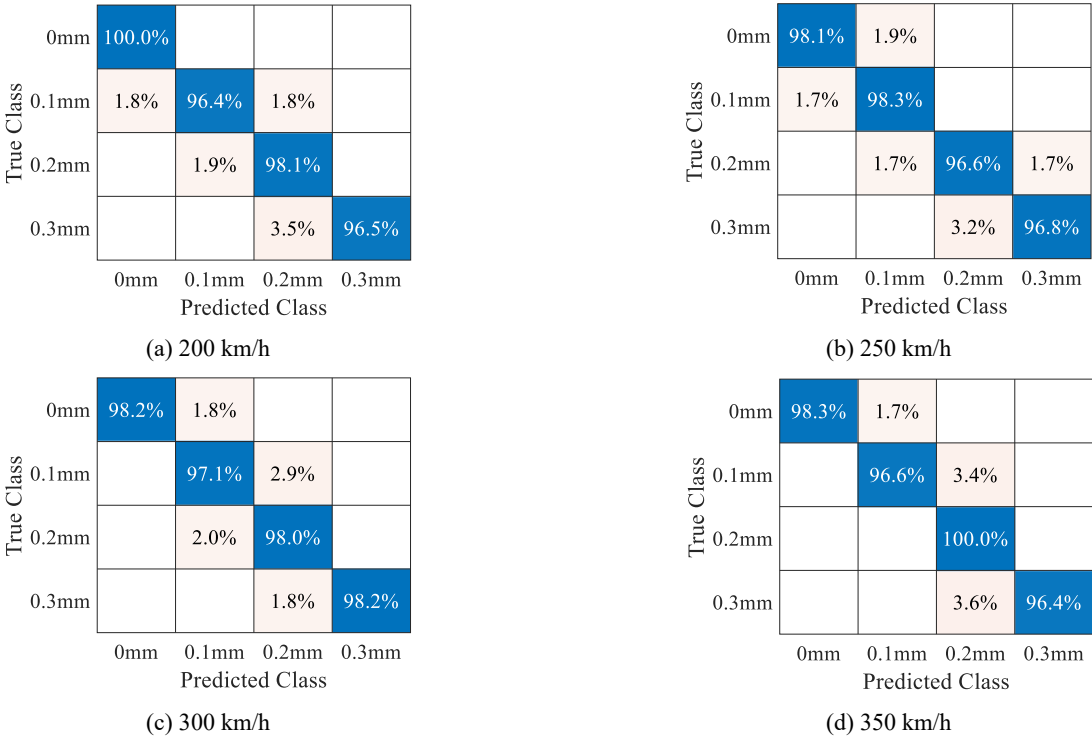 True Class
0mm 100.0%
0.1mm 1.8% 96.4% 1.8%
0.2mm 1.9% 98.1%
0.3mm 3.5% 96.5%
0mm 0.1mm 0.2mm 0.3mm
Predicted Class
(a) 200 km/h
True Class
0mm 98.1% 1.9%
0.1mm 1.7% 98.3%
0.2mm 1.7% 96.6% 1.7%
0.3mm 3.2% 96.8%
0mm 0.1mm 0.2mm 0.3mm
Predicted Class
(b) 250 km/h
True Class
0mm 98.2% 1.8%
0.1mm 97.1% 2.9%
0.2mm 2.0% 98.0%
0.3mm 1.8% 98.2%
0mm 0.1mm 0.2mm 0.3mm
Predicted Class
(c) 300 km/h
True Class
0mm 98.3% 1.7%
0.1mm 96.6% 3.4%
0.2mm 100.0%
0.3mm 3.6% 96.4%
0mm 0.1mm 0.2mm 0.3mm
Predicted Class
(d) 350 km/h